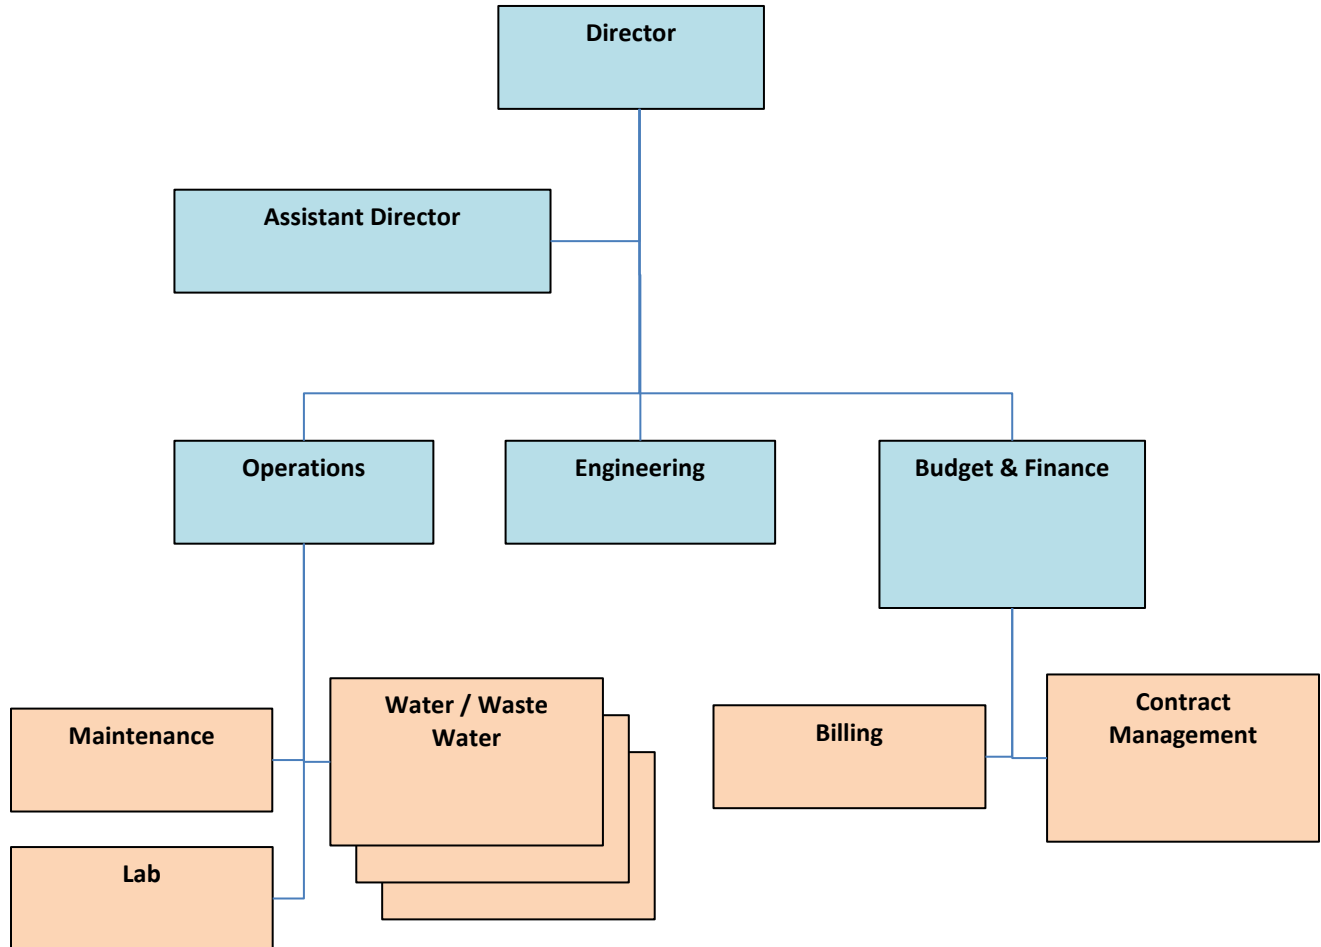 Director
Assistant Director
Operations
Engineering
Budget & Finance
Maintenance
Water / Waste
Water
Billing
Contract
Management
Lab